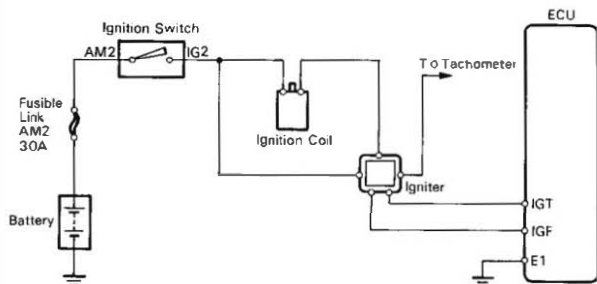 ECU
Ignition Switch
AM2
IG2
To Tachometer
Fusible
Link
AM2
30A
Ignition Coil
Igniter
Battery
IGT
IGF
E1